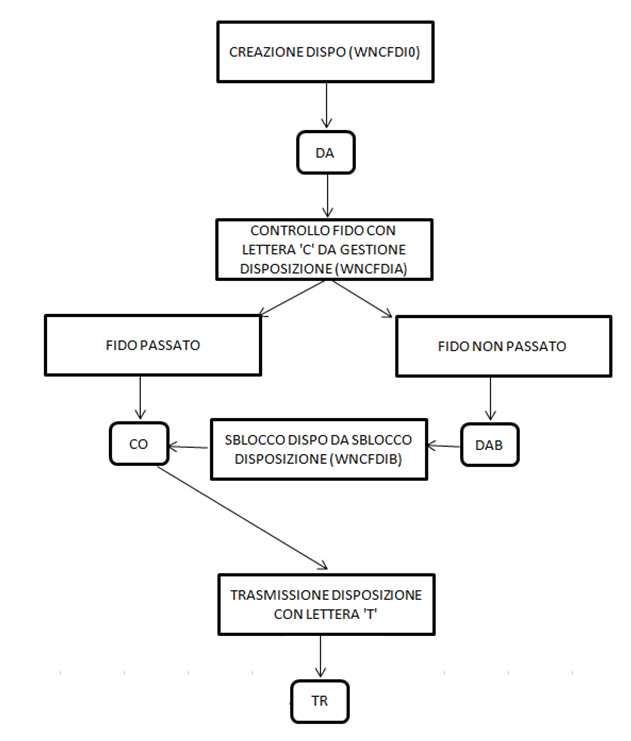 CREAZIONE DISPO (WNCFDI0)
DA
CONTROLLO FIDO CON
LETTERA 'C' DA GESTIONE
DISPOSIZIONE (WNCFDIA)
FIDO PASSATO
FIDO NON PASSATO
CO
SBLOCCO DISPO DA SBLOCCO
DISPOSIZIONE (WNCFDIB)
DAB
TRASMISSIONE DISPOSIZIONE
CON LETTERA 'T'
TR